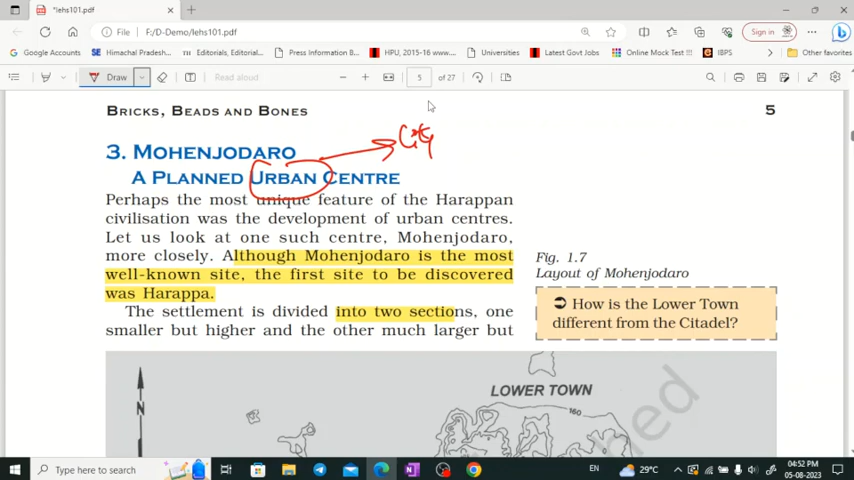 *lehs101.pdf
File
D:/D-Demo/lehs101.pdf
Sign in
Google Accounts
Himachal Pradesh...
Editorials, Editorial...
Press Information B...
HPU, 2015-16 www....
Universities
Latest Govt Jobs
Online Mock Test !!...
IBPS
Other favorites
Draw
Read aloud
5
of 27
BRICKS, BEADS AND BONES
5
3. MOHENJODARO
City
A PLANNED URBAN CENTRE
Perhaps the most unique feature of the Harappan
civilisation was the development of urban centres.
Let us look at one such centre, Mohenjodaro,
more closely. Although Mohenjodaro is the most
well-known site, the first site to be discovered
was Harappa.
The settlement is divided into two sections, one
smaller but higher and the other much larger but
Fig. 1.7
Layout of Mohenjodaro
➲ How is the Lower Town
different from the Citadel?
LOWER TOWN
160
N
hed
Type here to search
29°C
EN
04:52 PM
05-08-2023